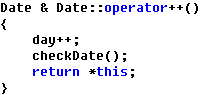 Date & Date::operator++()
{
    day++;
    checkDate();
    return *this;
}